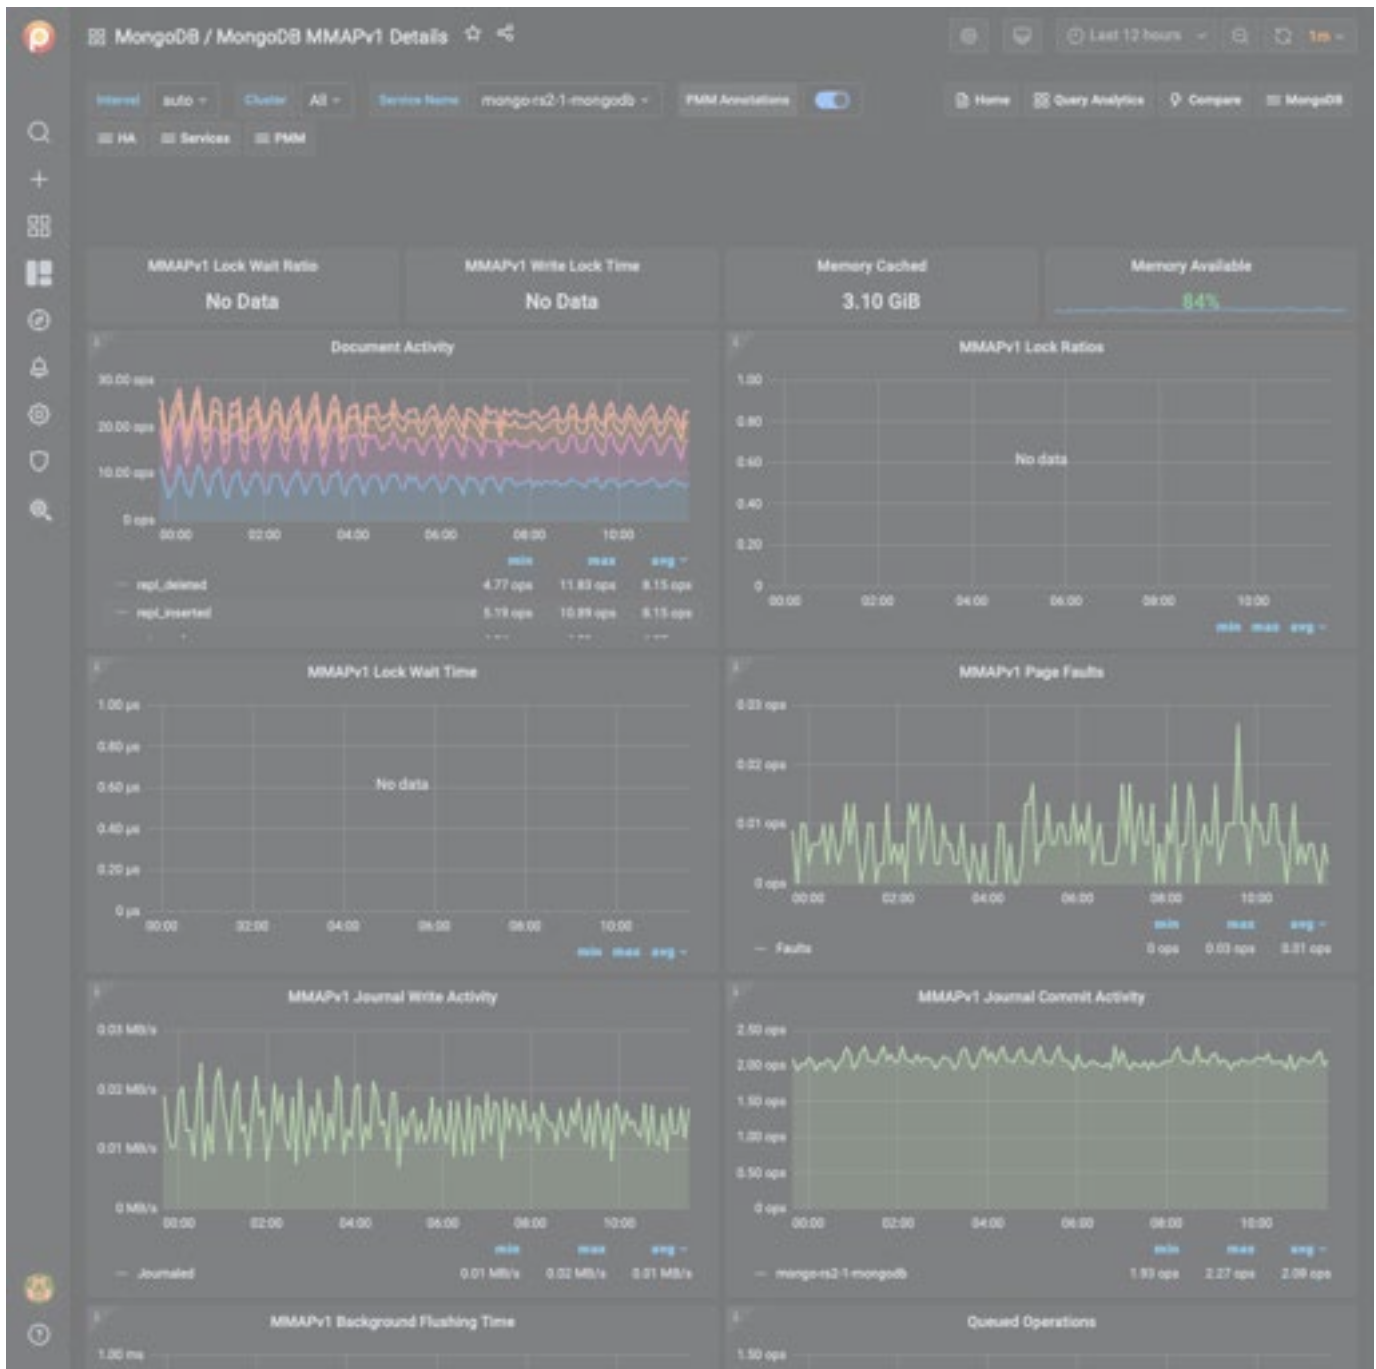 MongoDB / MongoDB MMAPv1 Details
Last 12 hours 1m
Interval auto Cluster All Service Name mongo-rs2-1-mongodb PMM Annotations Home Query Analytics Compare MongoDB
HA Services PMM
MMAPv1 Lock Wait Ratio
No Data
MMAPv1 Write Lock Time
No Data
Memory Cached
3.10 GiB
Memory Available
84%
Document Activity
30.00 ops
20.00 ops
10.00 ops
0 ops
00:00 02:00 04:00 06:00 08:00 10:00
min max avg
repl_deleted 4.77 ops 11.83 ops 8.15 ops
repl_inserted 5.19 ops 10.89 ops 8.15 ops
MMAPv1 Lock Ratios
1.00
0.80
0.60
No data
0.40
0.20
0
00:00 02:00 04:00 06:00 08:00 10:00
min max avg
MMAPv1 Lock Wait Time
1.00 µs
0.80 µs
0.60 µs
No data
0.40 µs
0.20 µs
0 µs
00:00 02:00 04:00 06:00 08:00 10:00
min max avg
MMAPv1 Page Faults
0.03 ops
0.02 ops
0.01 ops
0 ops
00:00 02:00 04:00 06:00 08:00 10:00
min max avg
Faults 0 ops 0.03 ops 0.01 ops
MMAPv1 Journal Write Activity
0.03 MB/s
0.02 MB/s
0.01 MB/s
0 MB/s
00:00 02:00 04:00 06:00 08:00 10:00
min max avg
Journaled 0.01 MB/s 0.02 MB/s 0.01 MB/s
MMAPv1 Journal Commit Activity
2.50 ops
2.00 ops
1.50 ops
1.00 ops
0.50 ops
0 ops
00:00 02:00 04:00 06:00 08:00 10:00
min max avg
mongo-rs2-1-mongodb 1.93 ops 2.27 ops 2.08 ops
MMAPv1 Background Flushing Time
1.00 ms
Queued Operations
1.50 ops